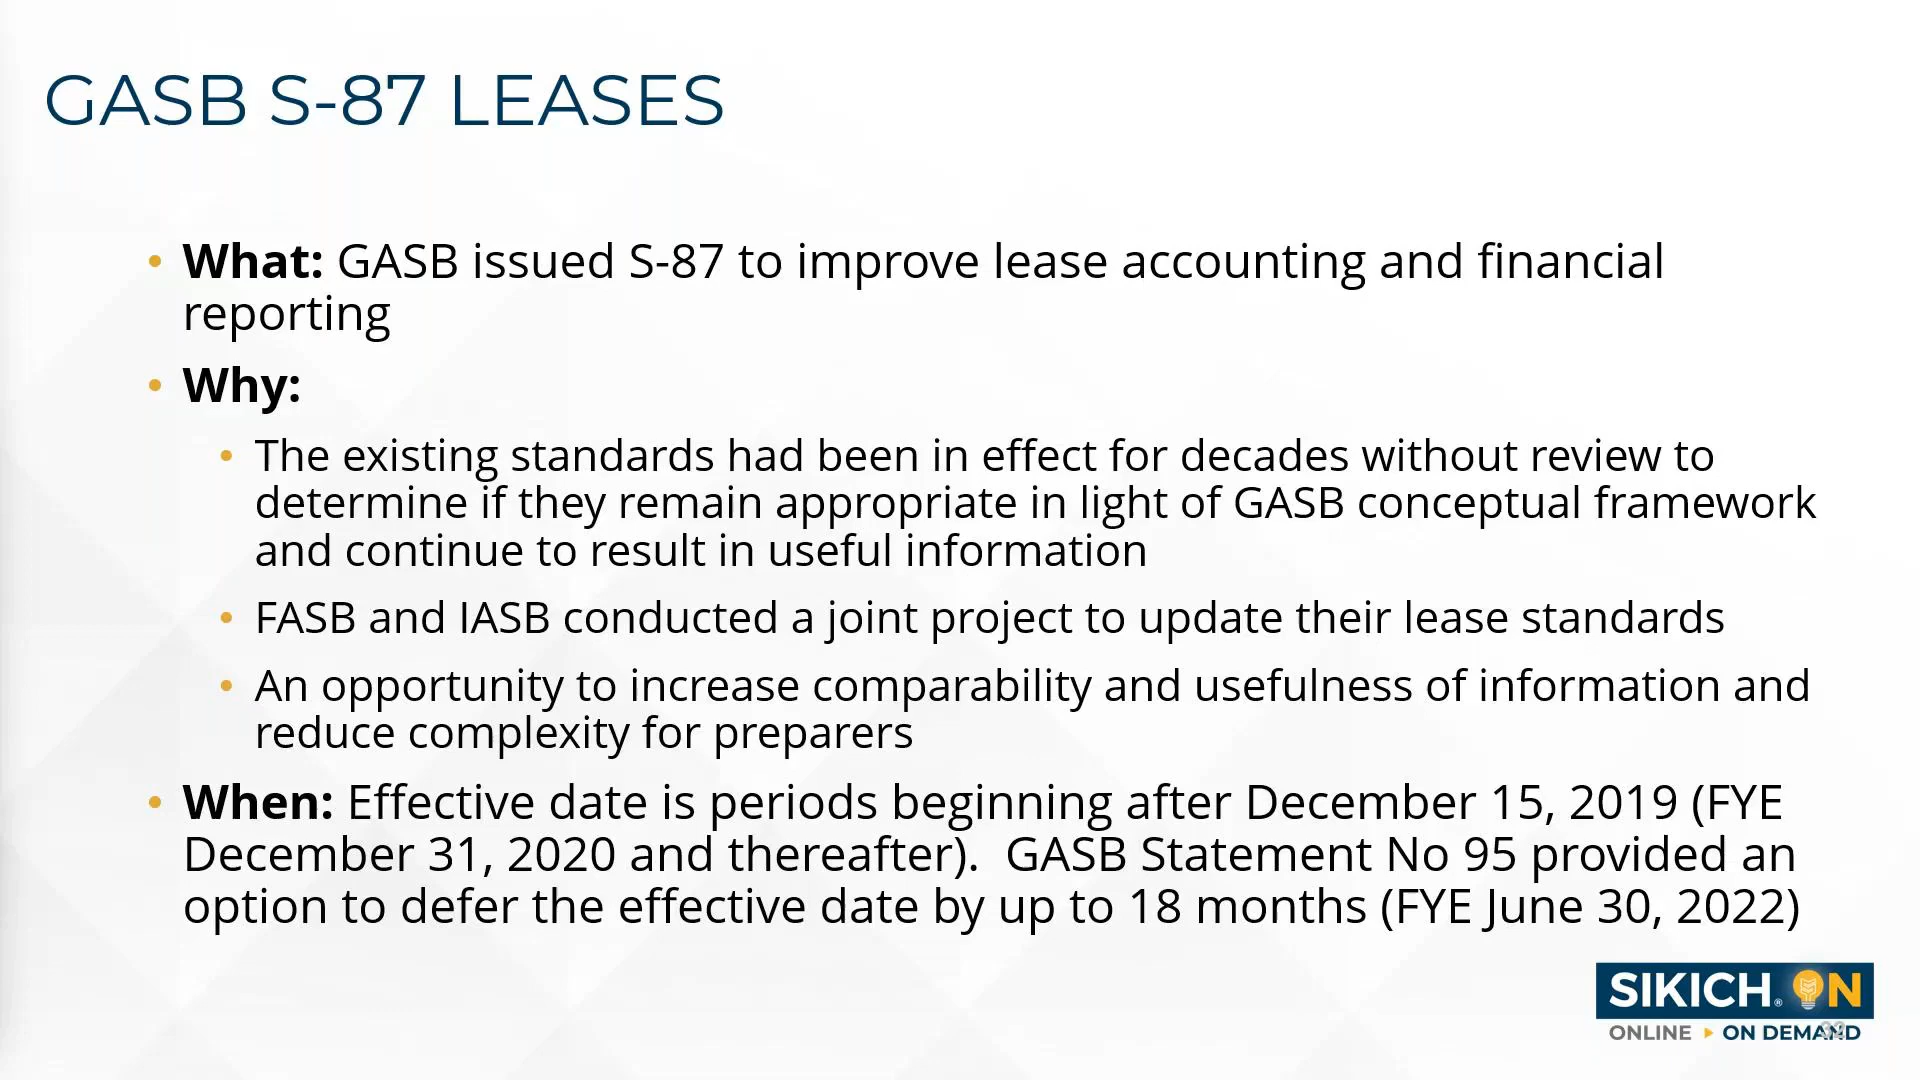 GASB S-87 LEASES
• What: GASB issued S-87 to improve lease accounting and financial
reporting
• Why:
• The existing standards had been in effect for decades without review to
determine if they remain appropriate in light of GASB conceptual framework
and continue to result in useful information
• FASB and IASB conducted a joint project to update their lease standards
• An opportunity to increase comparability and usefulness of information and
reduce complexity for preparers
• When: Effective date is periods beginning after December 15, 2019 (FYE
December 31, 2020 and thereafter).  GASB Statement No 95 provided an
option to defer the effective date by up to 18 months (FYE June 30, 2022)
SIKICH® ON
ONLINE ▸ ON DEMAND
32